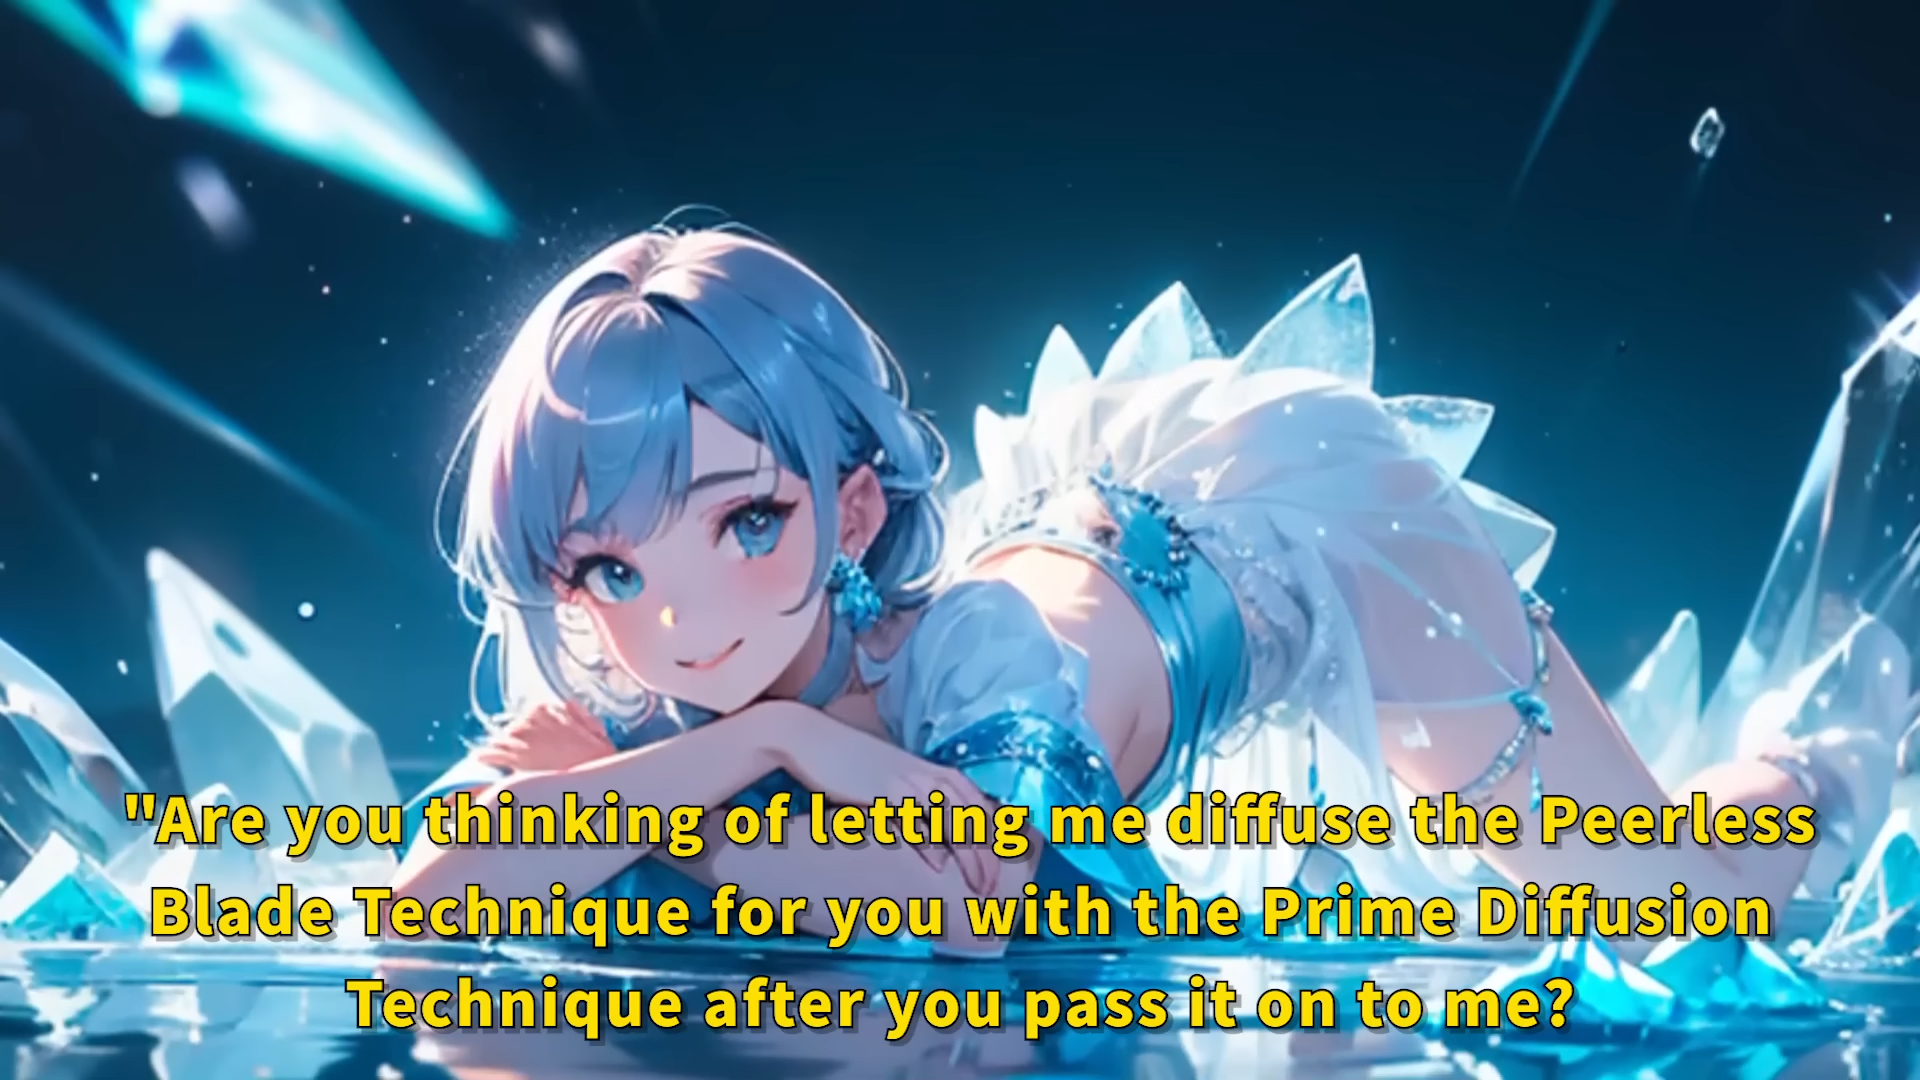 "Are you thinking of letting me diffuse the Peerless
Blade Technique for you with the Prime Diffusion
Technique after you pass it on to me?